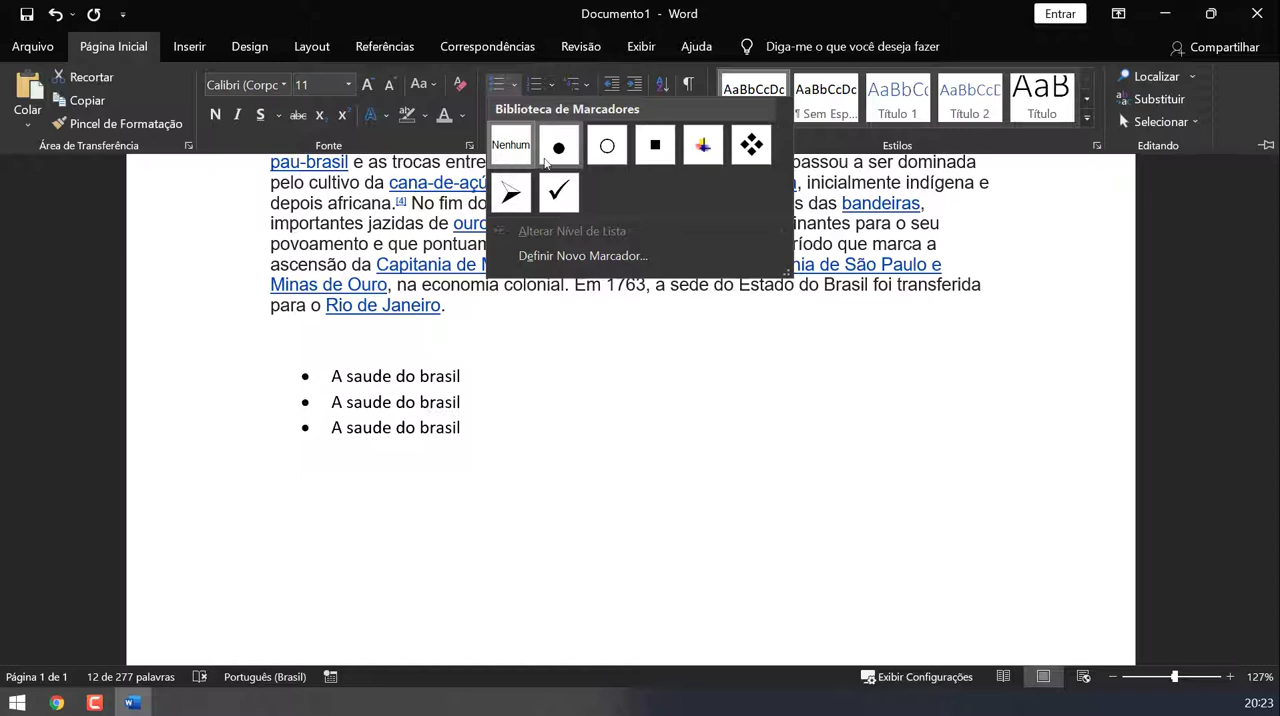 Documento1 - Word
Entrar
Arquivo Página Inicial Inserir Design Layout Referências Correspondências Revisão Exibir Ajuda Diga-me o que você deseja fazer Compartilhar
Colar
Recortar
Copiar
Pincel de Formatação
Área de Transferência
Calibri (Corpc 11 A A Aa
N I S abc x₂ x² A A
Fonte
AaBbCcDc AaBbCcDc AaBbCc AaBbCcC AaB
¶ Sem Esp... Título 1 Título 2 Título
Estilos
Localizar
Substituir
Selecionar
Editando
Biblioteca de Marcadores
Nenhum
Alterar Nível de Lista
Definir Novo Marcador...
pau-brasil e as trocas entre passou a ser dominada
pelo cultivo da cana-de-açú , inicialmente indígena e
depois africana.[4] No fim do s das bandeiras,
importantes jazidas de ouro inantes para o seu
povoamento e que pontuam ríodo que marca a
ascensão da Capitania de M nia de São Paulo e
Minas de Ouro, na economia colonial. Em 1763, a sede do Estado do Brasil foi transferida
para o Rio de Janeiro.
• A saude do brasil
• A saude do brasil
• A saude do brasil
Página 1 de 1 12 de 277 palavras Português (Brasil) Exibir Configurações 127%
20:23